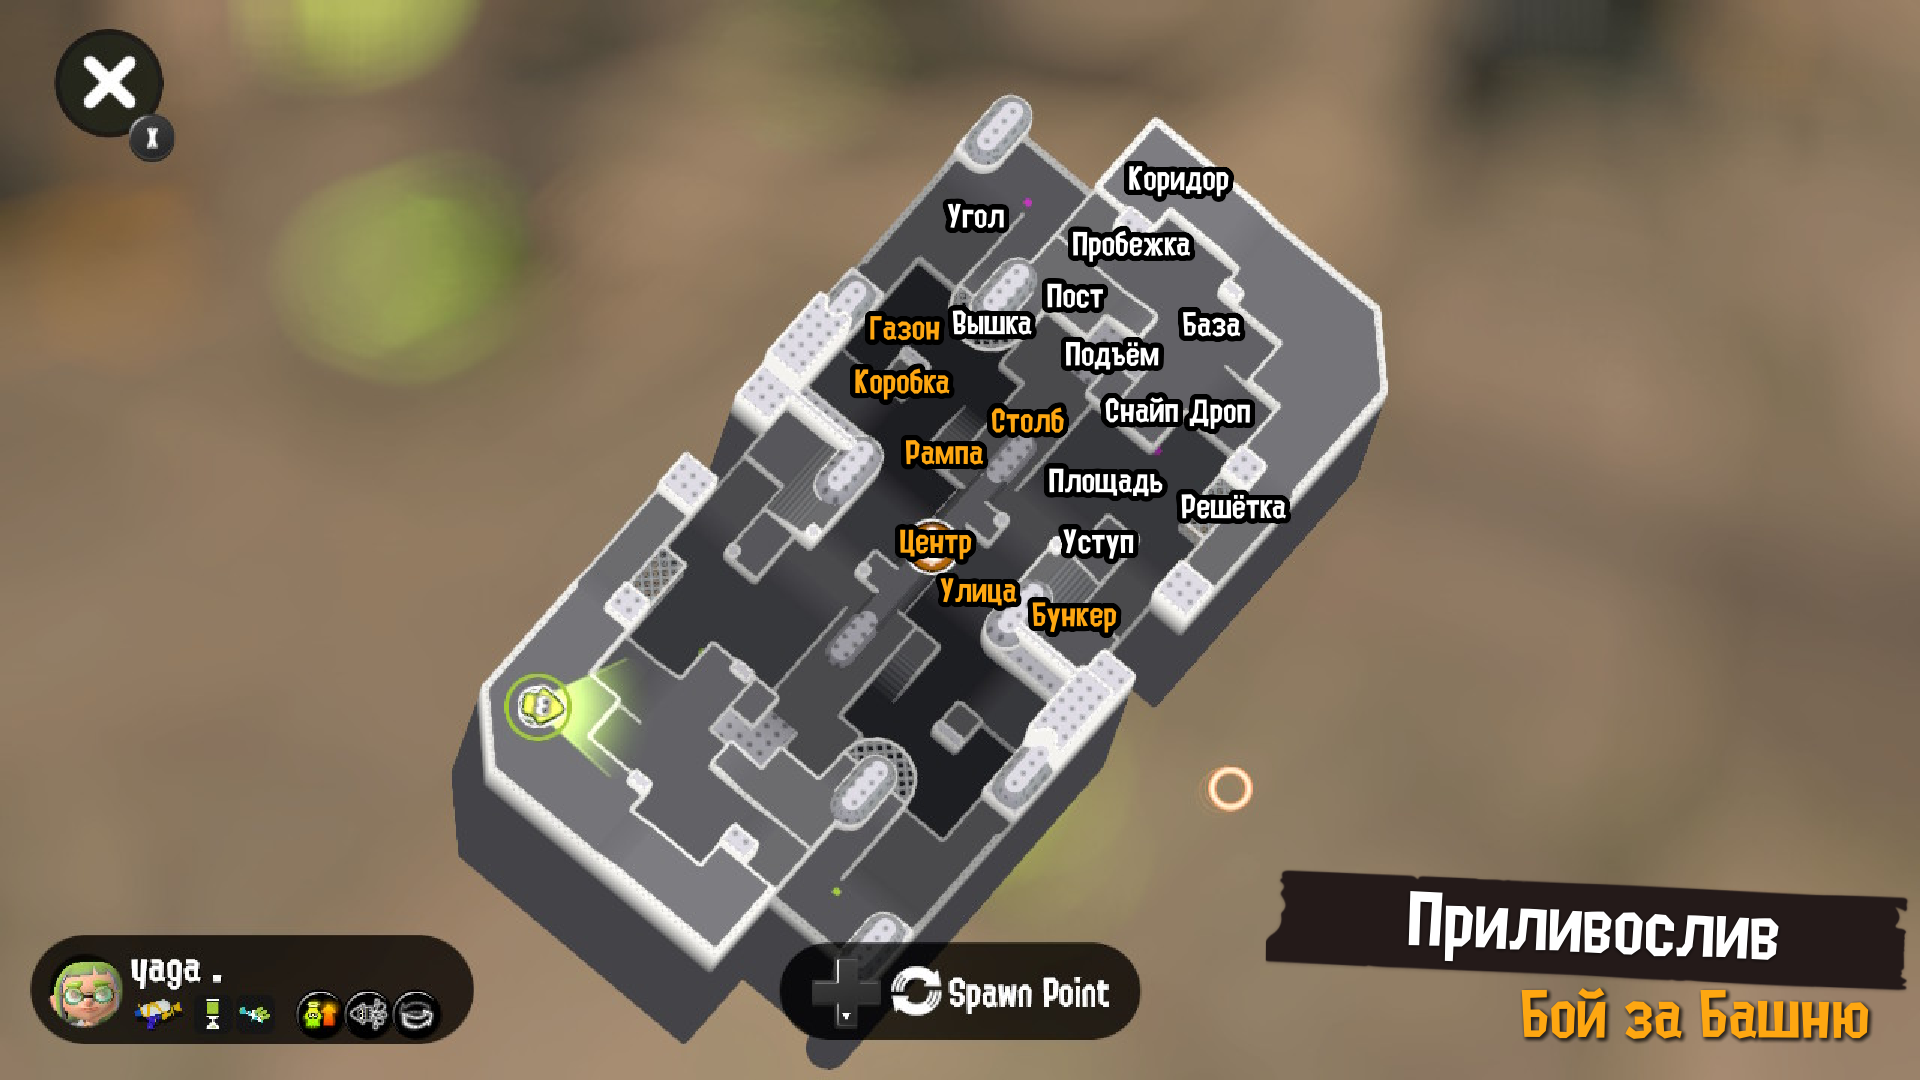 X
Коридор
Угол
Пробежка
Пост
Газон
Вышка
База
Подъём
Коробка
Столб
Снайп
Дроп
Рампа
Площадь
Решётка
Центр
Уступ
Улица
Бункер
Приливослив
Бой за Башню
yaga .
Spawn Point